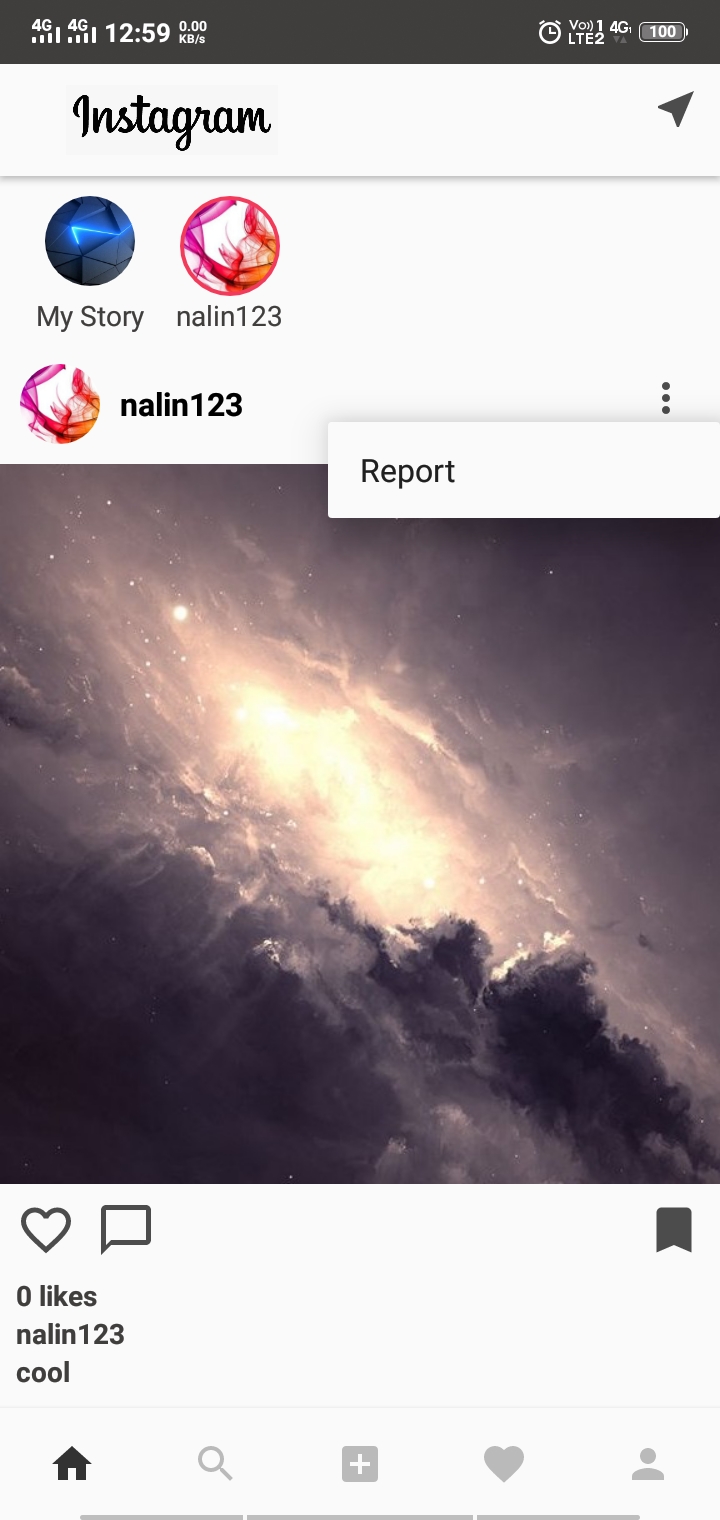 4G 4G 12:59 0.00 KB/s Vo)) 1 LTE2 4G 100
Instagram
My Story nalin123
nalin123
Report
0 likes
nalin123
cool